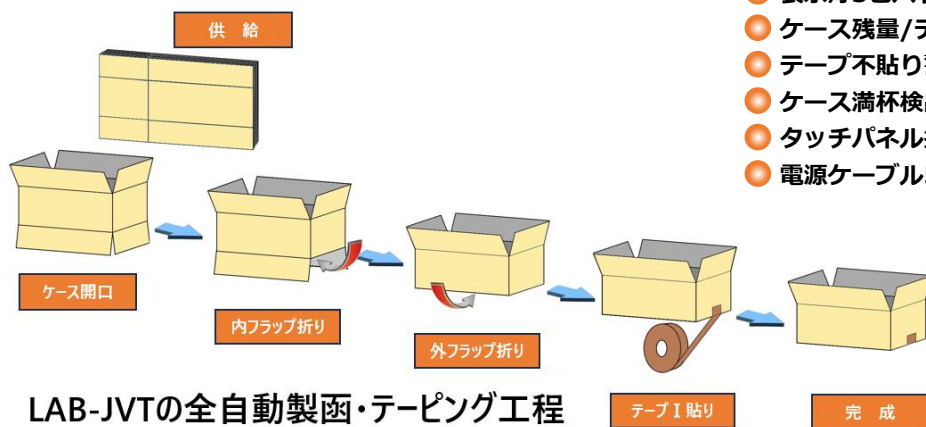 供 給
ケース残量/
テープ不貼り
ケース満杯検
タッチパネル
電源ケーブル
ケース開口
内フラップ折り
外フラップ折り
テープ I 貼り
完 成
LAB-JVTの全自動製函・テーピング工程